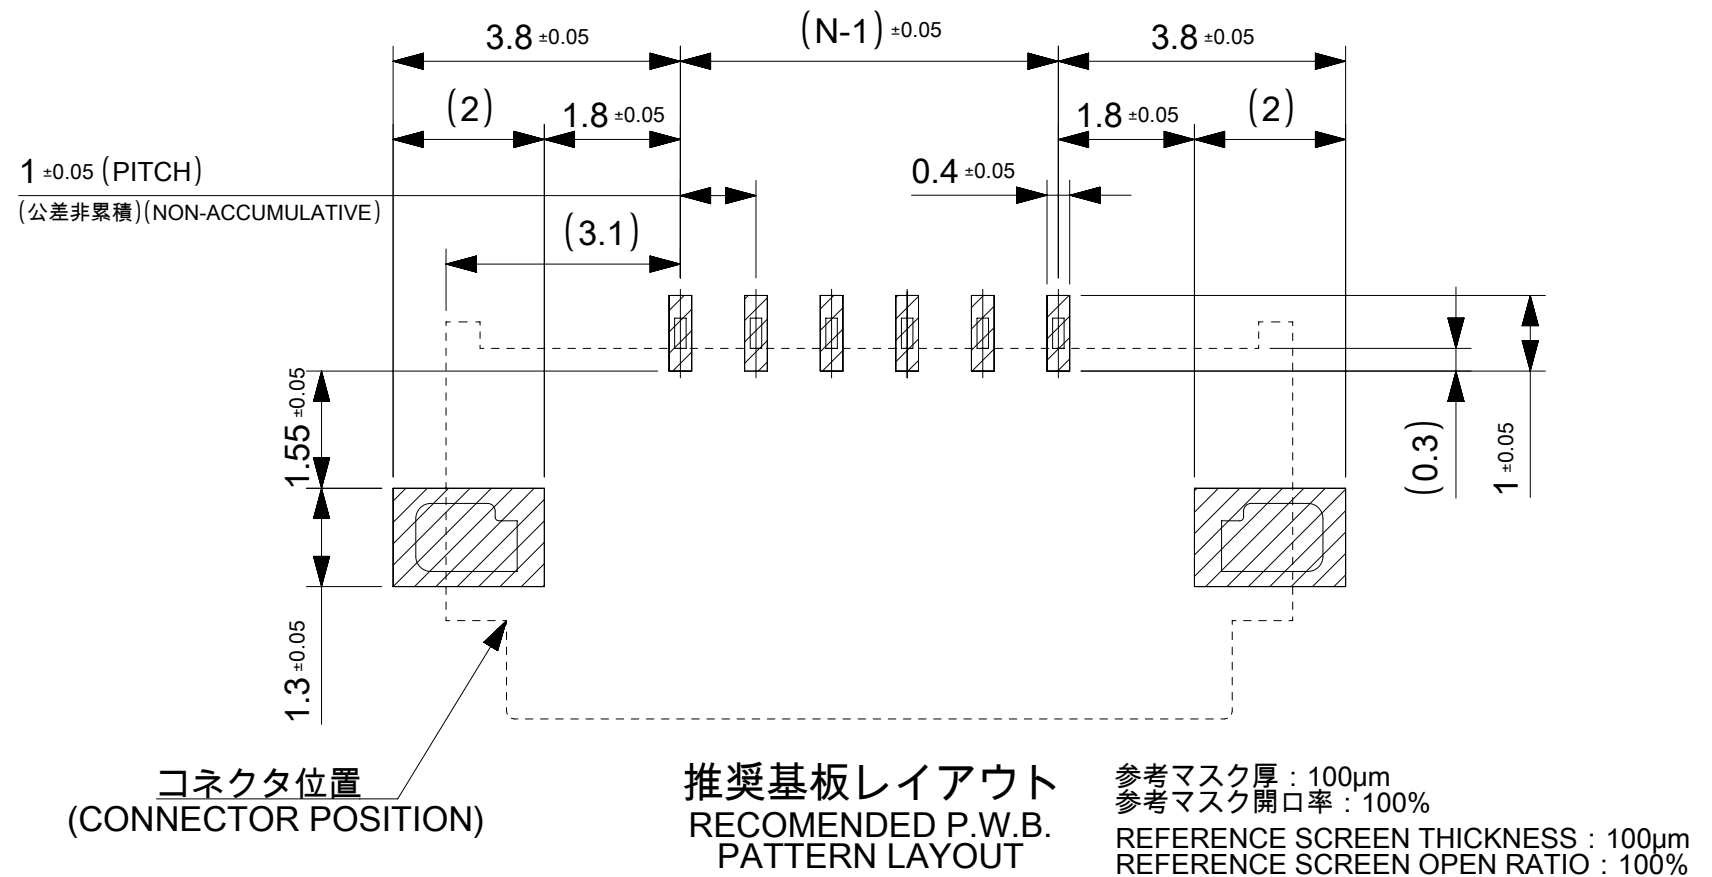 3.8 ±0.05
(N-1) ±0.05
3.8 ±0.05
(2)
1.8 ±0.05
1.8 ±0.05
(2)
1 ±0.05 (PITCH)
(公差非累積)(NON-ACCUMULATIVE)
0.4 ±0.05
(3.1)
1.55 ±0.05
(0.3)
1 ±0.05
1.3 ±0.05
コネクタ位置
(CONNECTOR POSITION)
推奨基板レイアウト
RECOMENDED P.W.B.
PATTERN LAYOUT
参考マスク厚 : 100µm
参考マスク開口率 : 100%
REFERENCE SCREEN THICKNESS : 100µm
REFERENCE SCREEN OPEN RATIO : 100%